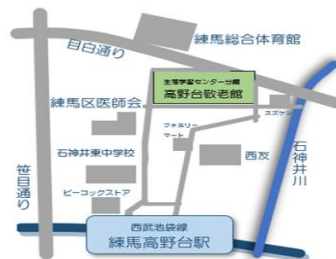 目白通り
練馬総合体育館
生涯学習センター分館
高野台敬老館
練馬区医師会
スズケン
ファミリー
マート
石神井東中学校
西友
石神井川
笹目通り
ピーコックストア
西武池袋線
練馬高野台駅